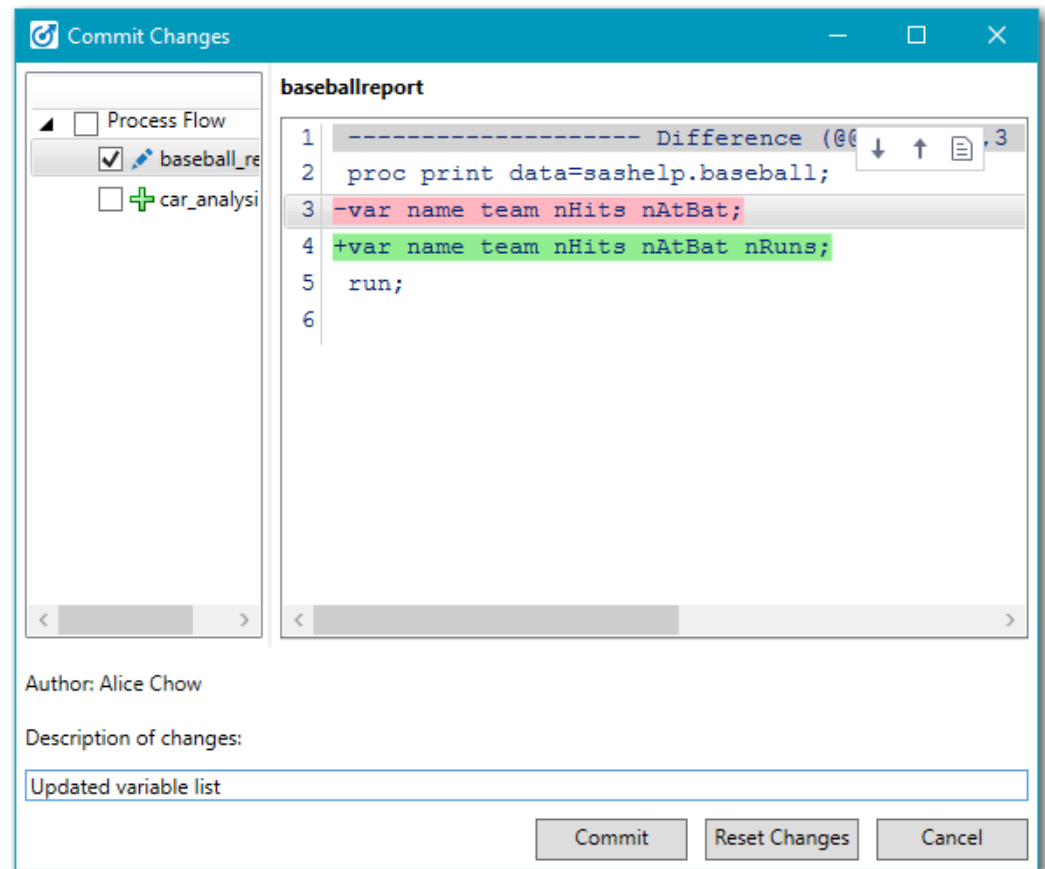 Commit Changes
Process Flow
baseball_re
car_analysi
baseballreport
1 -------------------- Difference (@@ ,3
2 proc print data=sashelp.baseball;
3 -var name team nHits nAtBat;
4 +var name team nHits nAtBat nRuns;
5 run;
6
Author: Alice Chow
Description of changes:
Updated variable list
Commit Reset Changes Cancel